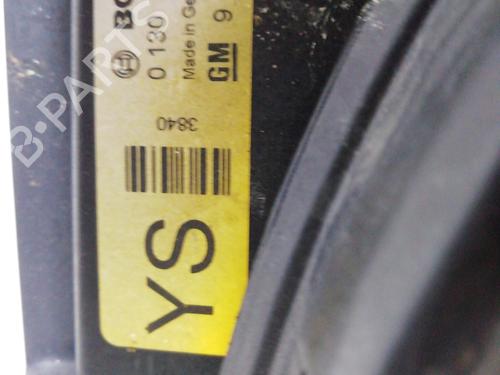 BO
0 130
Made in Ge
GM 9
3840
YS
B-PARTS